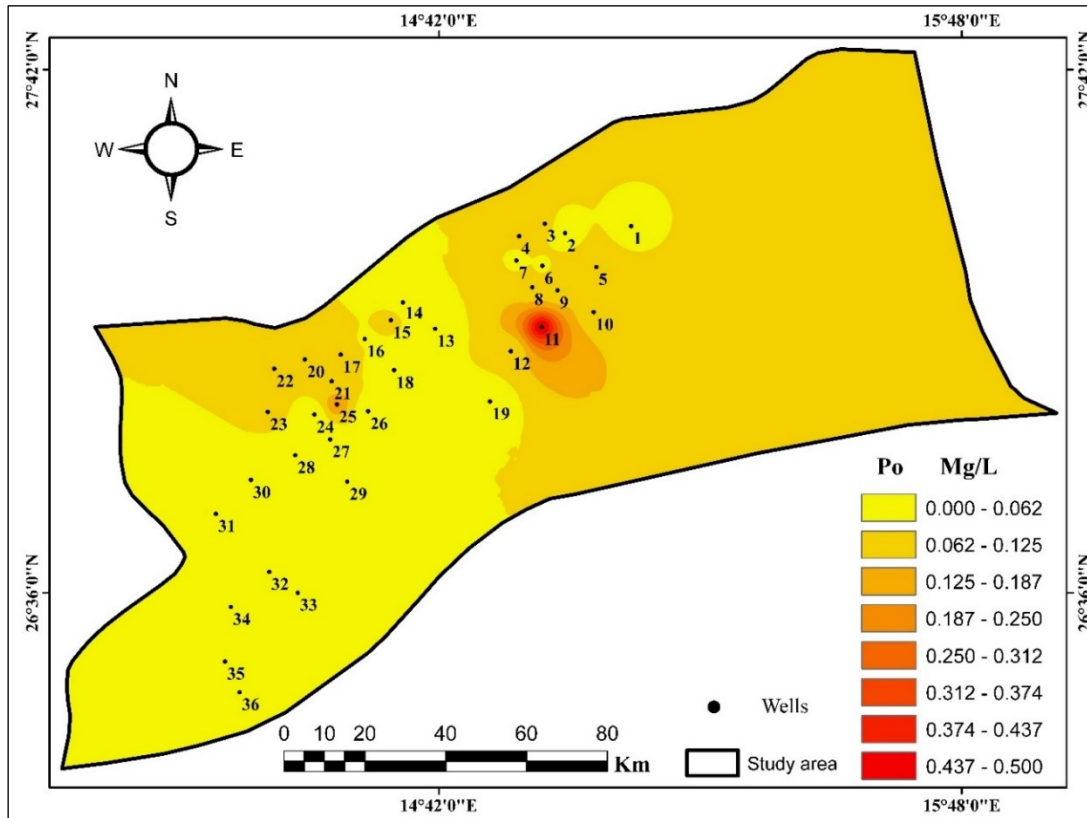 14°42'0"E 15°48'0"E
27°42'0"N 27°42'0"N
N
W E
S
1
3
2
4
7
6
5
8
9
10
11
14
15
13
12
16
17
20
22
18
21
19
25
23
24
26
27
28
30
29
31
32
33
34
35
36
26°36'0"N 26°36'0"N
Po Mg/L
0.000 - 0.062
0.062 - 0.125
0.125 - 0.187
0.187 - 0.250
0.250 - 0.312
0.312 - 0.374
0.374 - 0.437
0.437 - 0.500
Wells
Study area
0 10 20 40 60 80
Km
14°42'0"E 15°48'0"E